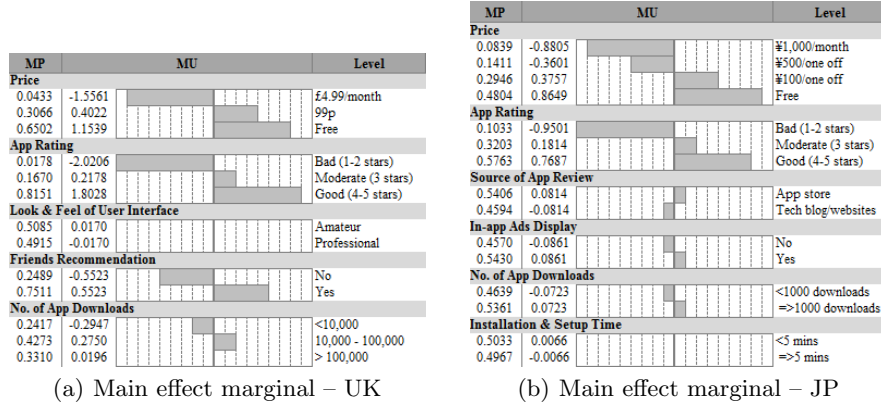 MP MU Level
Price
0.0433 -1.5561 £4.99/month
0.3066 0.4022 99p
0.6502 1.1539 Free
App Rating
0.0178 -2.0206 Bad (1-2 stars)
0.1670 0.2178 Moderate (3 stars)
0.8151 1.8028 Good (4-5 stars)
Look & Feel of User Interface
0.5085 0.0170 Amateur
0.4915 -0.0170 Professional
Friends Recommendation
0.2489 -0.5523 No
0.7511 0.5523 Yes
No. of App Downloads
0.2417 -0.2947 <10,000
0.4273 0.2750 10,000 - 100,000
0.3310 0.0196 > 100,000
(a) Main effect marginal – UK
MP MU Level
Price
0.0839 -0.8805 ¥1,000/month
0.1411 -0.3601 ¥500/one off
0.2946 0.3757 ¥100/one off
0.4804 0.8649 Free
App Rating
0.1033 -0.9501 Bad (1-2 stars)
0.3203 0.1814 Moderate (3 stars)
0.5763 0.7687 Good (4-5 stars)
Source of App Review
0.5406 0.0814 App store
0.4594 -0.0814 Tech blog/websites
In-app Ads Display
0.4570 -0.0861 No
0.5430 0.0861 Yes
No. of App Downloads
0.4639 -0.0723 <1000 downloads
0.5361 0.0723 =>1000 downloads
Installation & Setup Time
0.5033 0.0066 <5 mins
0.4967 -0.0066 =>5 mins
(b) Main effect marginal – JP